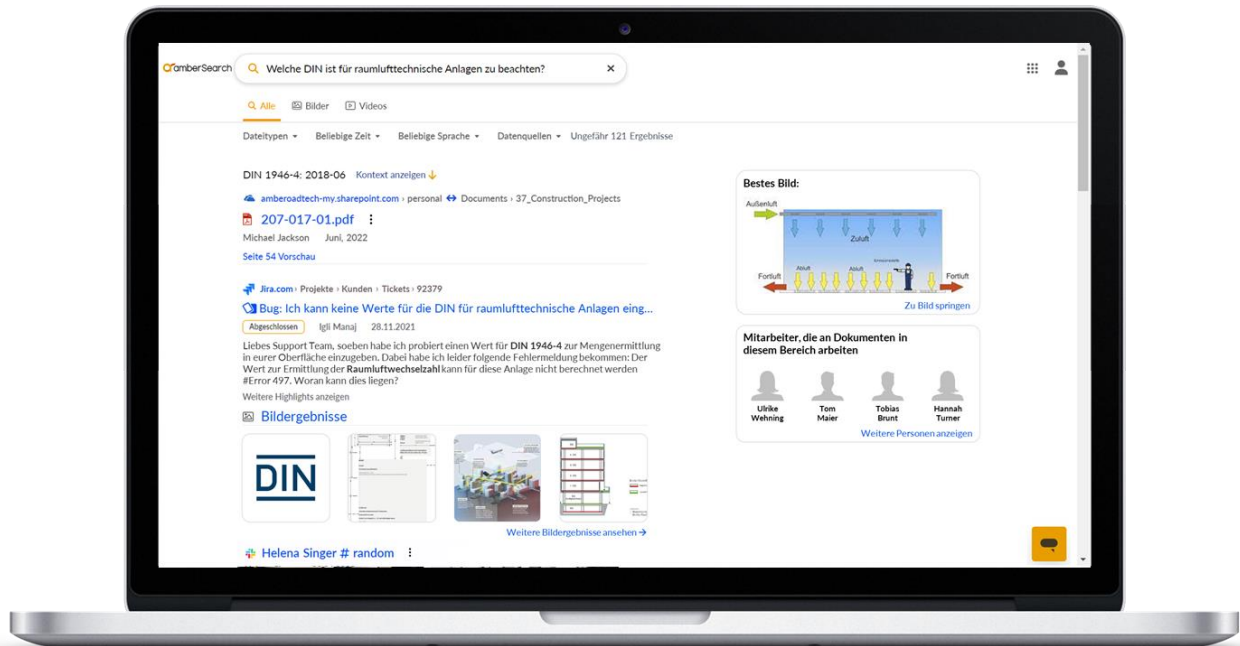 amberSearch
Welche DIN ist für raumlufttechnische Anlagen zu beachten?
Alle Bilder Videos
Dateitypen Beliebige Zeit Beliebige Sprache Datenquellen Ungefähr 121 Ergebnisse
DIN 1946-4: 2018-06 Kontext anzeigen
amberoadtech-my.sharepoint.com › personal Documents › 37_Construction_Projects
207-017-01.pdf
Michael Jackson Juni, 2022
Seite 54 Vorschau
Jira.com › Projekte › Kunden › Tickets › 92379
Bug: Ich kann keine Werte für die DIN für raumlufttechnische Anlagen eing...
Abgeschlossen Igli Manaj 28.11.2021
Liebes Support Team, soeben habe ich probiert einen Wert für DIN 1946-4 zur Mengenermittlung
in eurer Oberfläche einzugeben. Dabei habe ich leider folgende Fehlermeldung bekommen: Der
Wert zur Ermittlung der Raumluftwechselzahl kann für diese Anlage nicht berechnet werden
#Error 497. Woran kann dies liegen?
Weitere Highlights anzeigen
Bildergebnisse
DIN
Weitere Bildergebnisse ansehen →
Helena Singer # random
Bestes Bild:
Außenluft
Zuluft
Abluft Abluft
Fortluft Fortluft
Zu Bild springen
Mitarbeiter, die an Dokumenten in
diesem Bereich arbeiten
Ulrike Tom Tobias Hannah
Wehning Maier Brunt Turner
Weitere Personen anzeigen